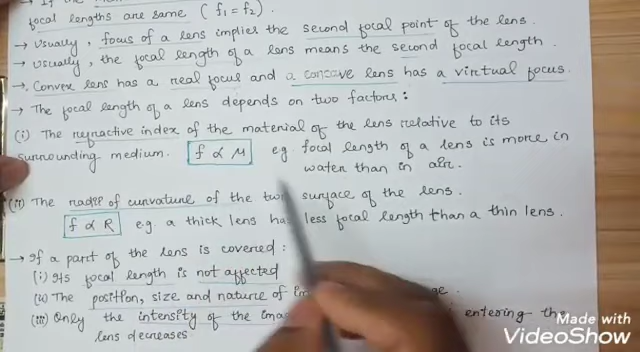 → If the
focal lengths are same (f₁ = f₂).
→ Usually, focus of a lens implies the second focal point of the lens.
→ Usually, the focal length of a lens means the second focal length.
→ Convex lens has a real focus and a concave lens has a virtual focus.
→ The focal length of a lens depends on two factors:
(i) The refractive index of the material of the lens relative to its
surrounding medium. f ∝ μ e.g. focal length of a lens is more in
water than in air.
(ii) The radii of curvature of the two surface of the lens.
f ∝ R e.g. a thick lens has less focal length than a thin lens.
→ If a part of the lens is covered:
(i) Its focal length is not affected
(ii) The position, size and nature of
(iii) Only the intensity of the entering the
lens decreases
Made with
VideoShow